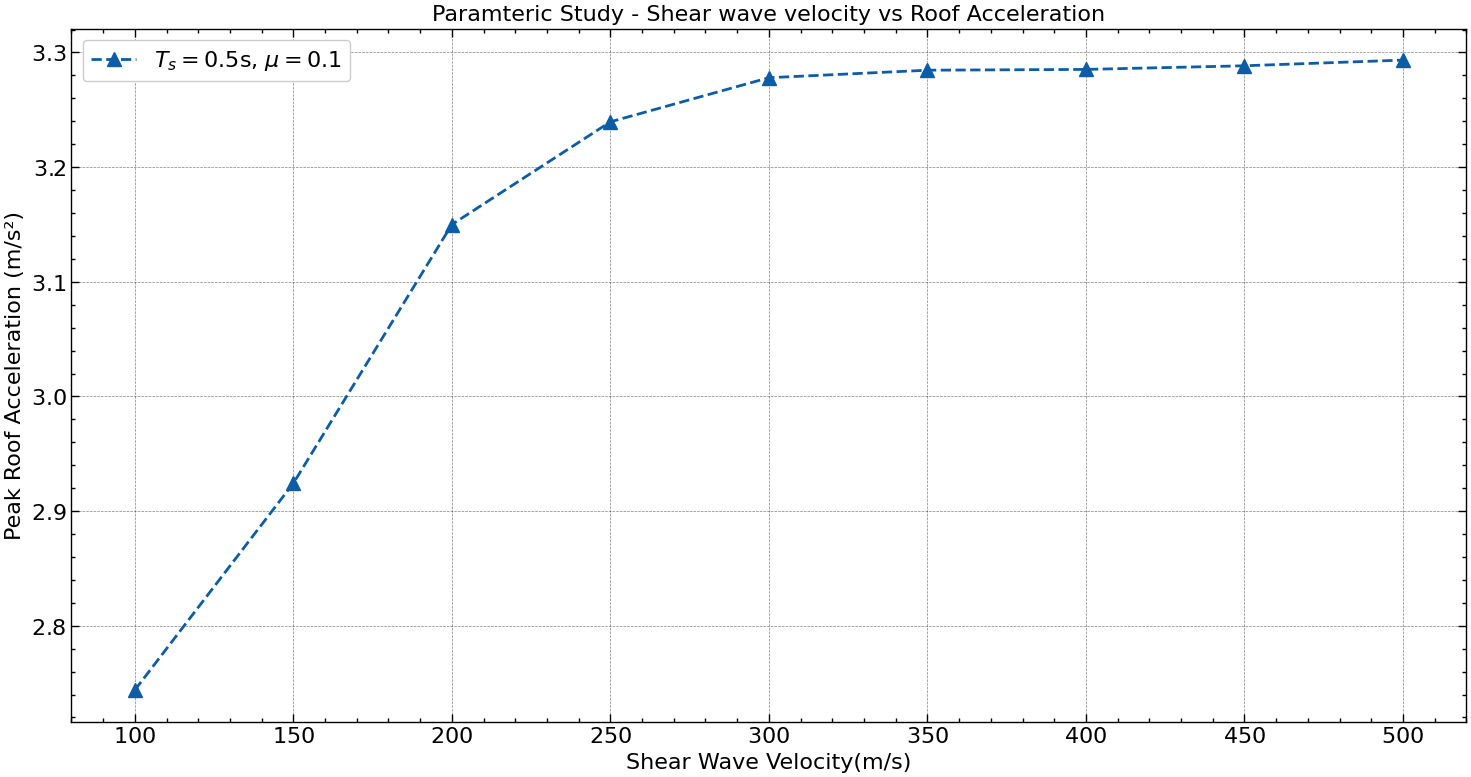 Paramteric Study - Shear wave velocity vs Roof Acceleration
T_s = 0.5s, μ = 0.1
Peak Roof Acceleration (m/s²)
3.3
3.2
3.1
3.0
2.9
2.8
100 150 200 250 300 350 400 450 500
Shear Wave Velocity(m/s)